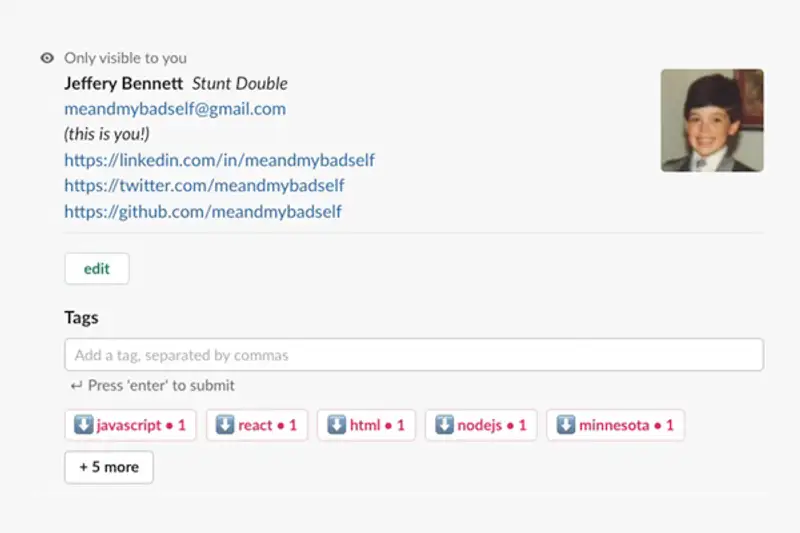 Only visible to you
Jeffery Bennett Stunt Double
meandmybadself@gmail.com
(this is you!)
https://linkedin.com/in/meandmybadself
https://twitter.com/meandmybadself
https://github.com/meandmybadself
edit
Tags
Add a tag, separated by commas
↵ Press 'enter' to submit
javascript • 1 react • 1 html • 1 nodejs • 1 minnesota • 1
+ 5 more